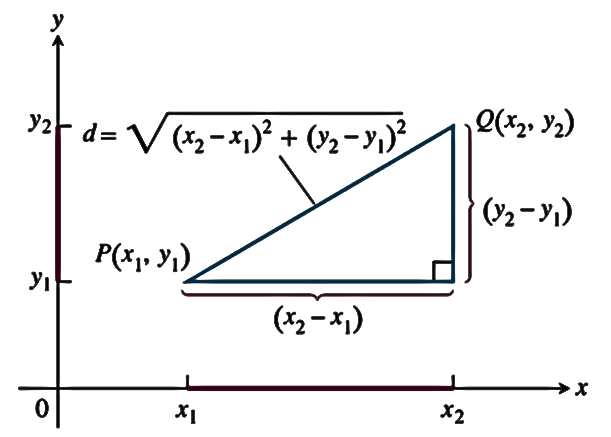 y
y₂
d = √(x₂ − x₁)² + (y₂ − y₁)²
Q(x₂, y₂)
(y₂ − y₁)
P(x₁, y₁)
y₁
(x₂ − x₁)
x
0
x₁
x₂